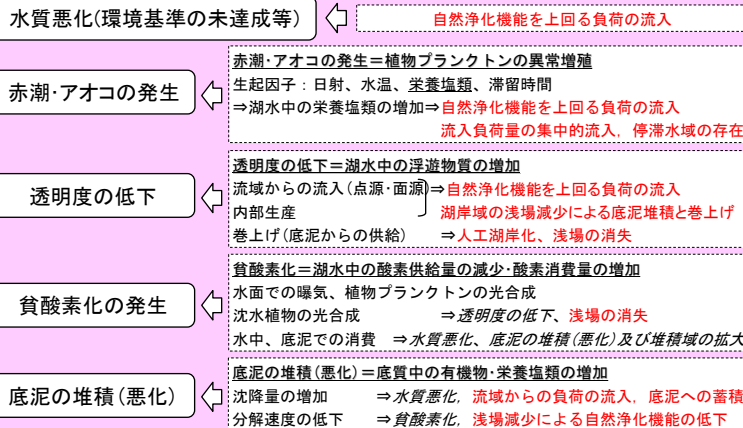 水質悪化(環境基準の未達成等)
自然浄化機能を上回る負荷の流入
赤潮･アオコの発生
赤潮･アオコの発生＝植物プランクトンの異常増殖
生起因子：日射、水温、栄養塩類、滞留時間
⇒湖水中の栄養塩類の増加⇒自然浄化機能を上回る負荷の流入
流入負荷量の集中的流入，停滞水域の存在
透明度の低下
透明度の低下＝湖水中の浮遊物質の増加
流域からの流入(点源･面源)⇒自然浄化機能を上回る負荷の流入
内部生産 湖岸域の浅場減少による底泥堆積と巻上げ
巻上げ(底泥からの供給) ⇒人工湖岸化、浅場の消失
貧酸素化の発生
貧酸素化＝湖水中の酸素供給量の減少･酸素消費量の増加
水面での曝気、植物プランクトンの光合成
沈水植物の光合成 ⇒透明度の低下、浅場の消失
水中、底泥での消費 ⇒水質悪化、底泥の堆積(悪化)及び堆積域の拡大
底泥の堆積(悪化)
底泥の堆積(悪化)＝底質中の有機物･栄養塩類の増加
沈降量の増加 ⇒水質悪化，流域からの負荷の流入，底泥への蓄積
分解速度の低下 ⇒貧酸素化，浅場減少による自然浄化機能の低下